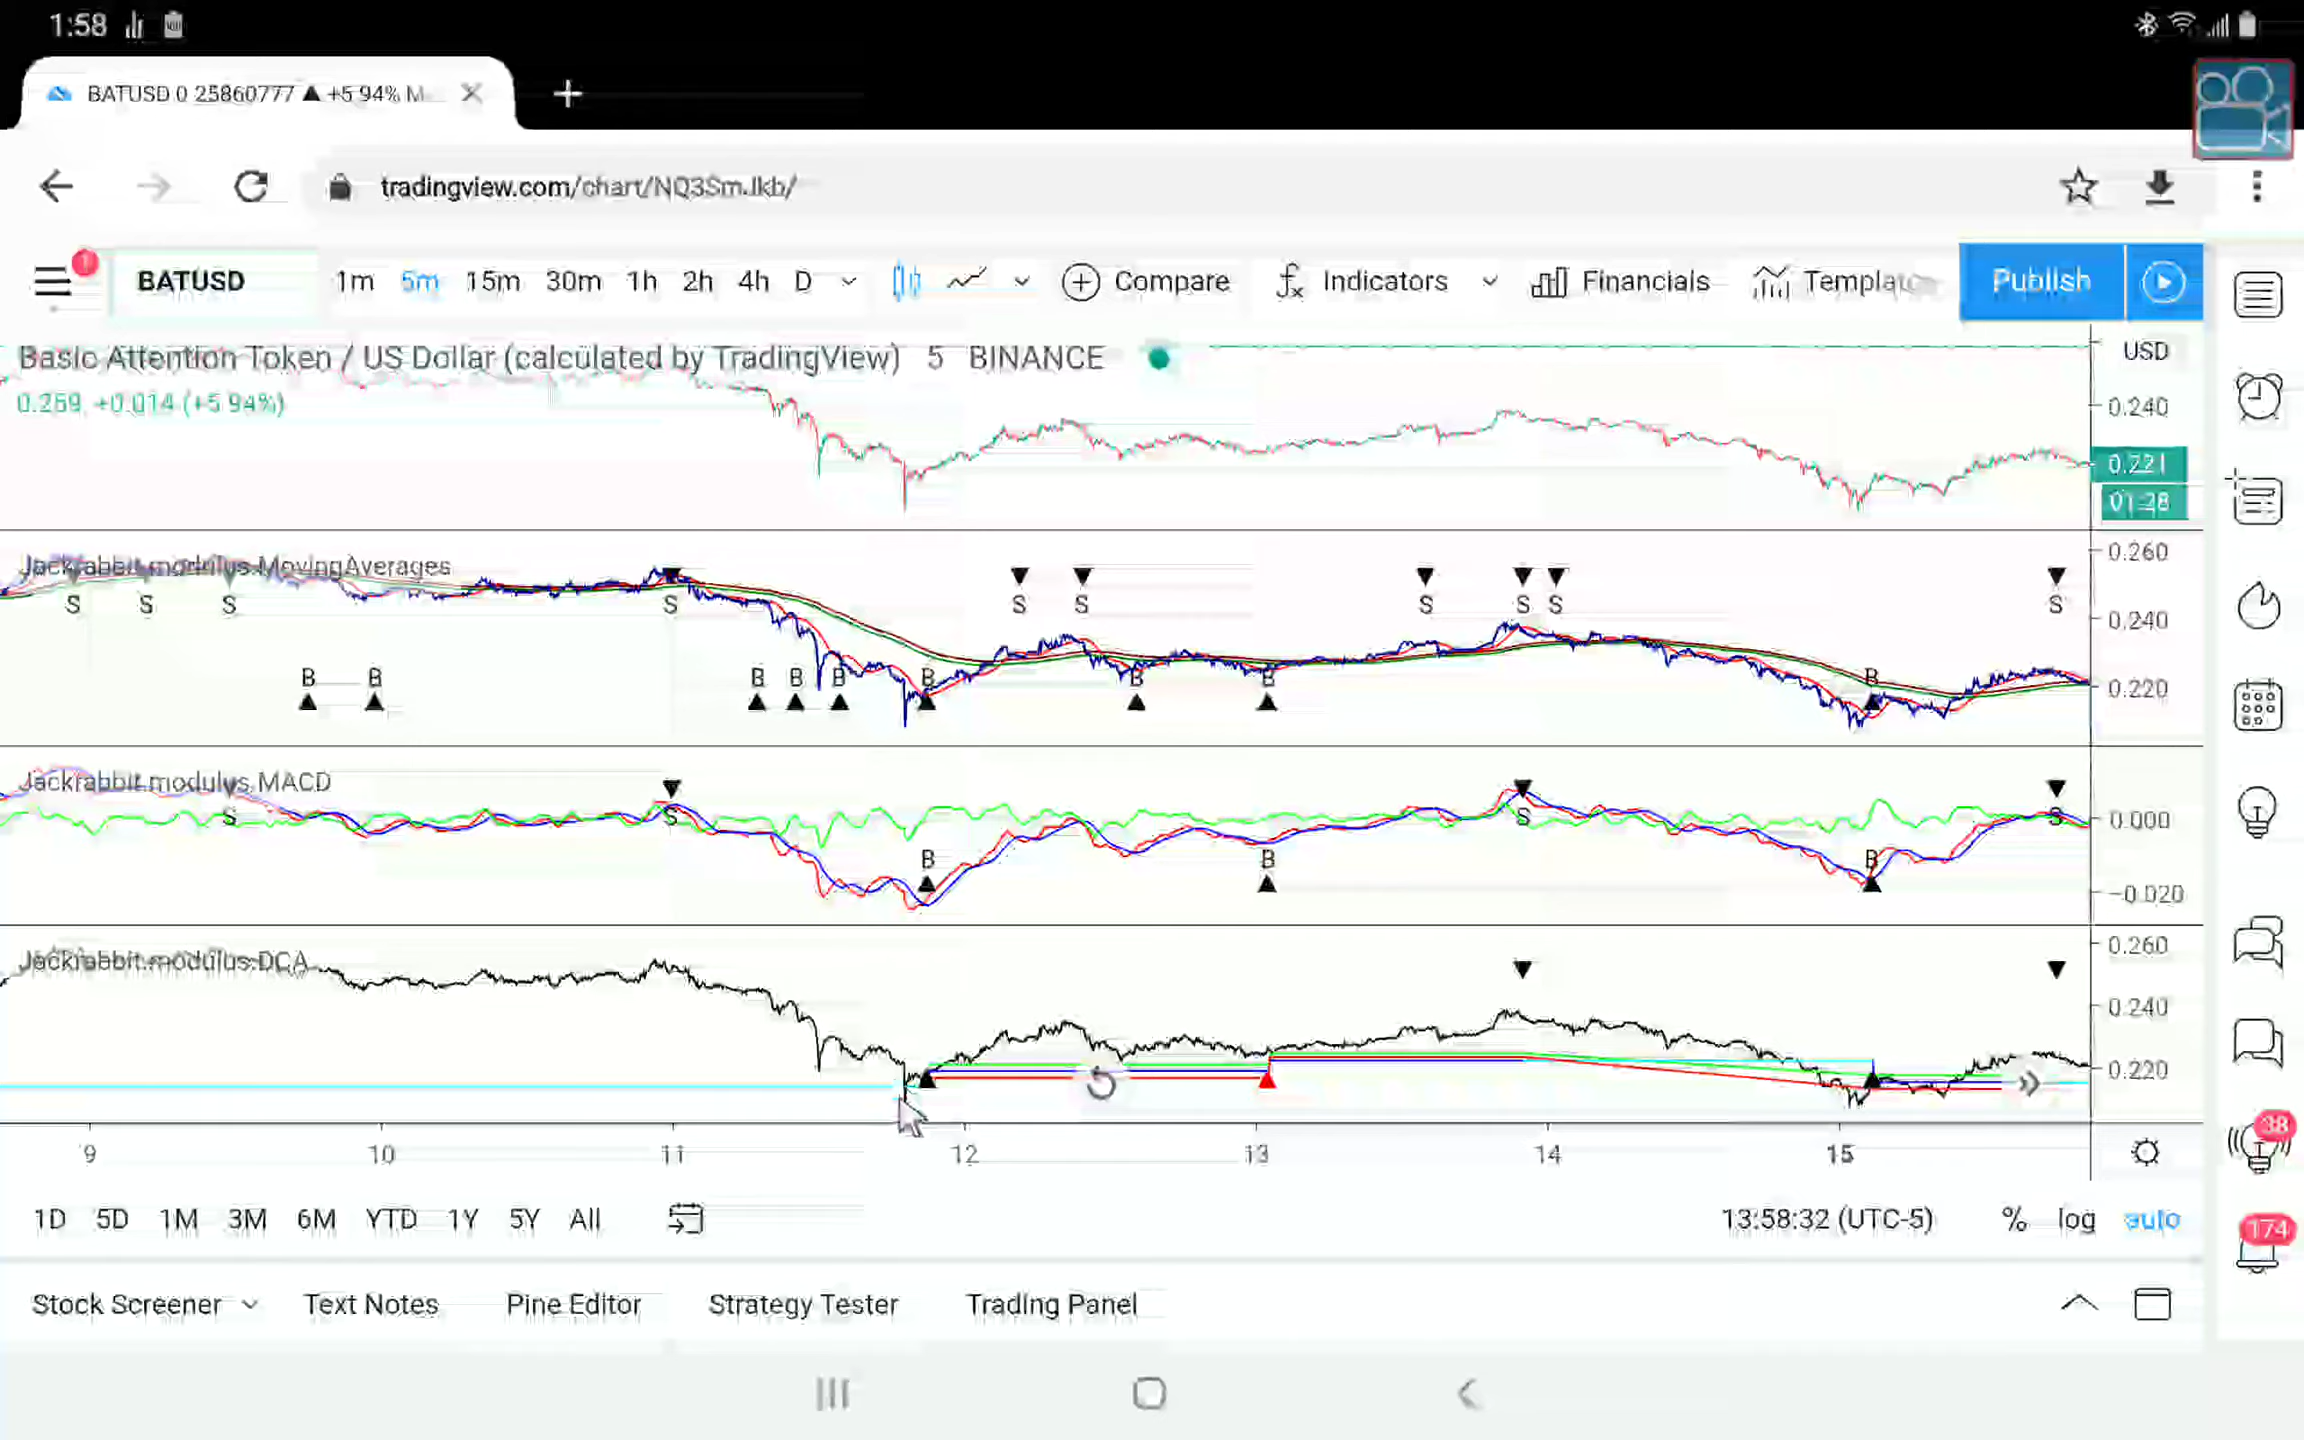 1:58
BATUSD 0 25860777 ▲ +5 94% M
tradingview.com/chart/NQ3Sm.lkb/
1
BATUSD 1m 5m 15m 30m 1h 2h 4h D Compare Indicators Financials Templates Publish
Basic Attention Token / US Dollar (calculated by TradingView) 5 BINANCE USD
0.259 +0.014 (+5 94%)
0.240
0.221
01:28
Jackrabbit.modulus.MovingAverages
0.260
S S S S S S S S S S
0.240
B B B B B B B B B
0.220
Jackrabbit.modulus.MACD
S S S S
0.000
B B B
−0.020
Jackrabbit.modulus.DCA
0.260
0.240
0.220
9 10 11 12 13 14 15
38
1D 5D 1M 3M 6M YTD 1Y 5Y All 13:58:32 (UTC-5) % log auto
174
Stock Screener Text Notes Pine Editor Strategy Tester Trading Panel